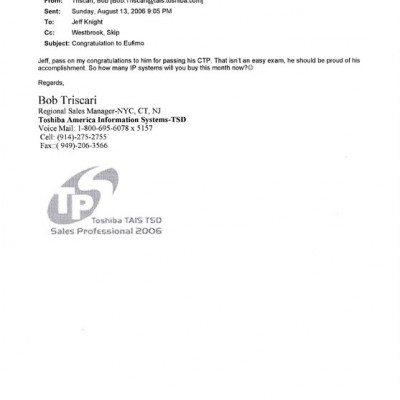 From: Triscari, Bob [Bob.Triscari@tais.toshiba.com]
Sent: Sunday, August 13, 2006 9:05 PM
To: Jeff Knight
Cc: Westbrook, Skip
Subject: Congratulation to Eufimo
Jeff, pass on my congratulations to him for passing his CTP. That isn't an easy exam, he should be proud of his
accomplishment. So how many IP systems will you buy this month now?☺
Regards,
Bob Triscari
Regional Sales Manager-NYC, CT, NJ
Toshiba America Information Systems-TSD
Voice Mail: 1-800-695-6078 x 5157
Cell: (914)-275-2755
Fax::( 949)-206-3566
TPS
Toshiba TAIS TSD
Sales Professional 2006